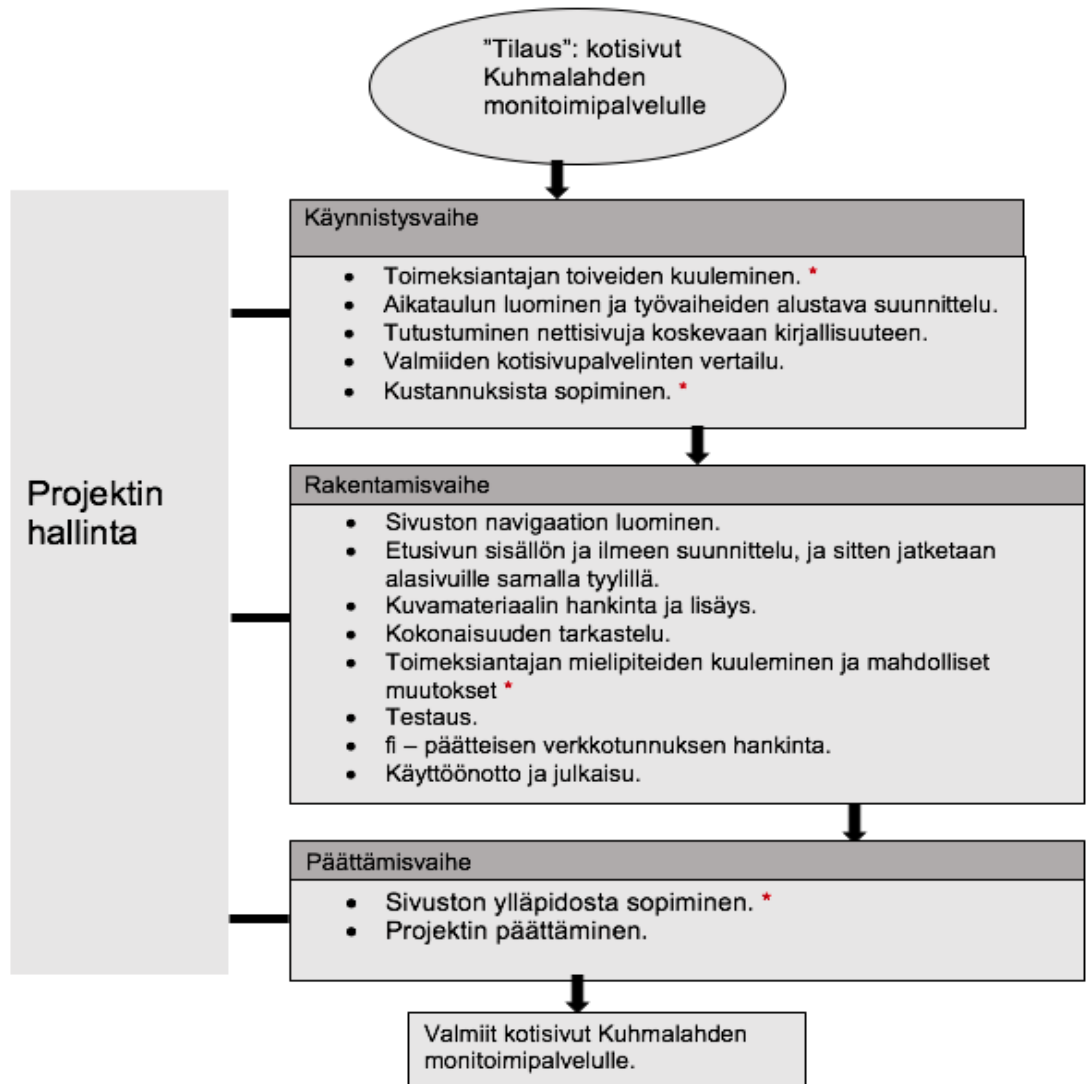 "Tilaus": kotisivut
Kuhmalahden
monitoimipalvelulle
Projektin
hallinta
Käynnistysvaihe
• Toimeksiantajan toiveiden kuuleminen. *
• Aikataulun luominen ja työvaiheiden alustava suunnittelu.
• Tutustuminen nettisivuja koskevaan kirjallisuuteen.
• Valmiiden kotisivupalvelinten vertailu.
• Kustannuksista sopiminen. *
Rakentamisvaihe
• Sivuston navigaation luominen.
• Etusivun sisällön ja ilmeen suunnittelu, ja sitten jatketaan
alasivuille samalla tyylillä.
• Kuvamateriaalin hankinta ja lisäys.
• Kokonaisuuden tarkastelu.
• Toimeksiantajan mielipiteiden kuuleminen ja mahdolliset
muutokset *
• Testaus.
• fi – päätteisen verkkotunnuksen hankinta.
• Käyttöönotto ja julkaisu.
Päättämisvaihe
• Sivuston ylläpidosta sopiminen. *
• Projektin päättäminen.
Valmiit kotisivut Kuhmalahden
monitoimipalvelulle.